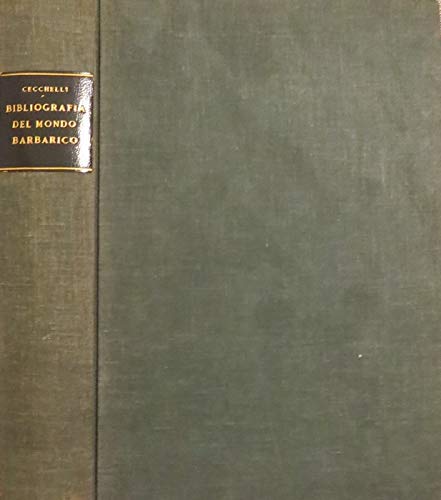 CECCHELLI
BIBLIOGRAFIA
DEL MONDO
BARBARICO